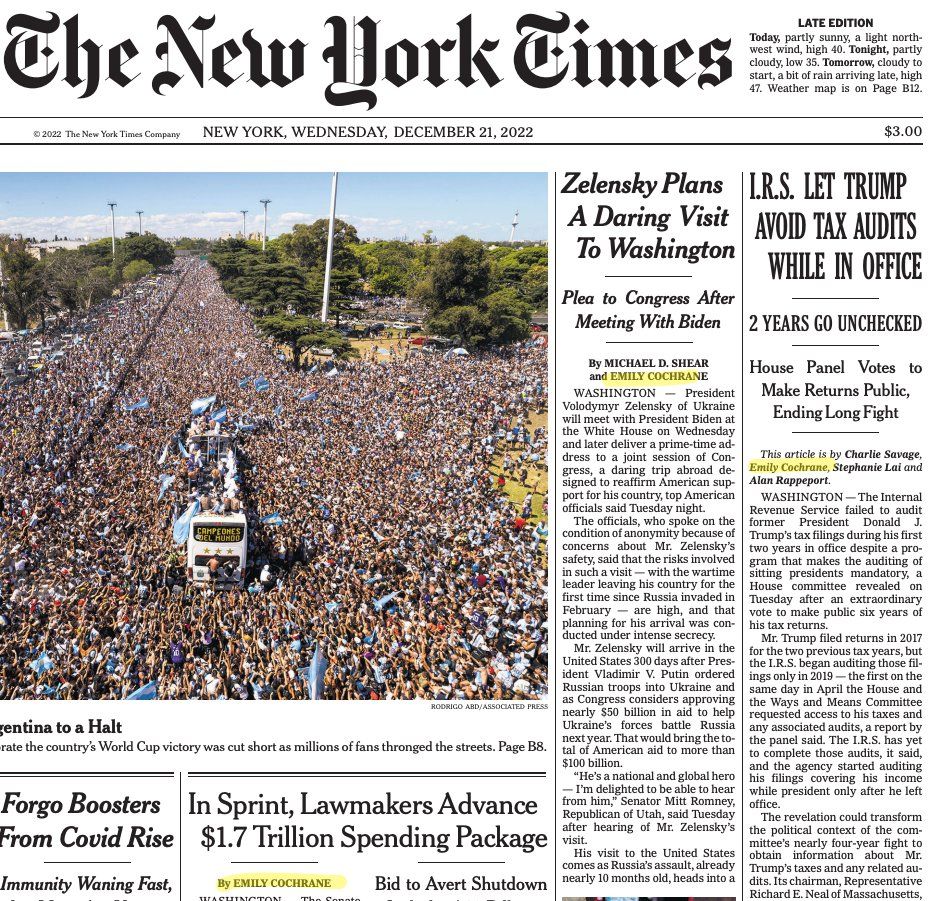 The New York Times
LATE EDITION
Today, partly sunny, a light north-
west wind, high 40. Tonight, partly
cloudy, low 35. Tomorrow, cloudy to
start, a bit of rain arriving late, high
47. Weather map is on Page B12.
© 2022 The New York Times Company
NEW YORK, WEDNESDAY, DECEMBER 21, 2022
$3.00
CAMPEONES
DEL MUNDO
RODRIGO ABD/ASSOCIATED PRESS
gentina to a Halt
rate the country’s World Cup victory was cut short as millions of fans thronged the streets. Page B8.
Forgo Boosters
From Covid Rise
Immunity Waning Fast,
In Sprint, Lawmakers Advance
$1.7 Trillion Spending Package
By EMILY COCHRANE
WASHINGTON — The Senate
Bid to Avert Shutdown
Zelensky Plans
A Daring Visit
To Washington
Plea to Congress After
Meeting With Biden
By MICHAEL D. SHEAR
and EMILY COCHRANE
WASHINGTON — President
Volodymyr Zelensky of Ukraine
will meet with President Biden at
the White House on Wednesday
and later deliver a prime-time ad-
dress to a joint session of Con-
gress, a daring trip abroad de-
signed to reaffirm American sup-
port for his country, top American
officials said Tuesday night.
The officials, who spoke on the
condition of anonymity because of
concerns about Mr. Zelensky’s
safety, said that the risks involved
in such a visit — with the wartime
leader leaving his country for the
first time since Russia invaded in
February — are high, and that
planning for his arrival was con-
ducted under intense secrecy.
Mr. Zelensky will arrive in the
United States 300 days after Pres-
ident Vladimir V. Putin ordered
Russian troops into Ukraine and
as Congress considers approving
nearly $50 billion in aid to help
Ukraine’s forces battle Russia
next year. That would bring the to-
tal of American aid to more than
$100 billion.
“He’s a national and global hero
— I’m delighted to be able to hear
from him,” Senator Mitt Romney,
Republican of Utah, said Tuesday
after hearing of Mr. Zelensky’s
visit.
His visit to the United States
comes as Russia’s assault, already
nearly 10 months old, heads into a
I.R.S. LET TRUMP
AVOID TAX AUDITS
WHILE IN OFFICE
2 YEARS GO UNCHECKED
House Panel Votes to
Make Returns Public,
Ending Long Fight
This article is by Charlie Savage,
Emily Cochrane, Stephanie Lai and
Alan Rappeport.
WASHINGTON — The Internal
Revenue Service failed to audit
former President Donald J.
Trump’s tax filings during his first
two years in office despite a pro-
gram that makes the auditing of
sitting presidents mandatory, a
House committee revealed on
Tuesday after an extraordinary
vote to make public six years of
his tax returns.
Mr. Trump filed returns in 2017
for the two previous tax years, but
the I.R.S. began auditing those fil-
ings only in 2019 — the first on the
same day in April the House and
the Ways and Means Committee
requested access to his taxes and
any associated audits, a report by
the panel said. The I.R.S. has yet
to complete those audits, it said,
and the agency started auditing
his filings covering his income
while president only after he left
office.
The revelation could transform
the political context of the com-
mittee’s nearly four-year fight to
obtain information about Mr.
Trump’s taxes and any related au-
dits. Its chairman, Representative
Richard E. Neal of Massachusetts,